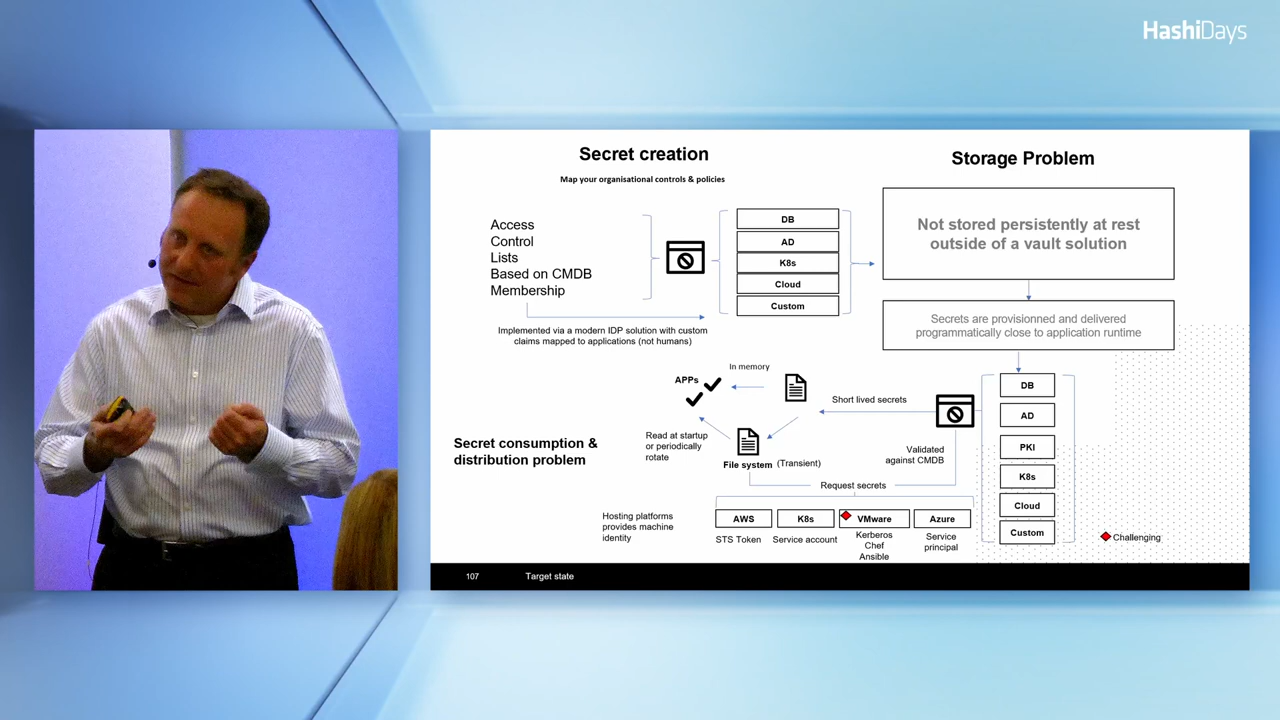 HashiDays
Secret creation
Map your organisational controls & policies
Access
Control
Lists
Based on CMDB
Membership
Implemented via a modern IDP solution with custom
claims mapped to applications (not humans)
DB
AD
K8s
Cloud
Custom
Storage Problem
Not stored persistently at rest
outside of a vault solution
Secrets are provisionned and delivered
programmatically close to application runtime
DB
AD
PKI
K8s
Cloud
Custom
Challenging
Secret consumption &
distribution problem
APPs
In memory
Short lived secrets
Read at startup
or periodically
rotate
File system (Transient)
Validated
against CMDB
Request secrets
Hosting platforms
provides machine
identity
AWS
STS Token
K8s
Service account
VMware
Kerberos
Chef
Ansible
Azure
Service
principal
107
Target state